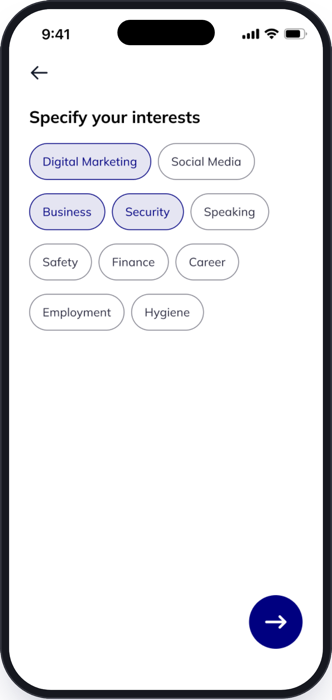 9:41
Specify your interests
Digital Marketing Social Media
Business Security Speaking
Safety Finance Career
Employment Hygiene